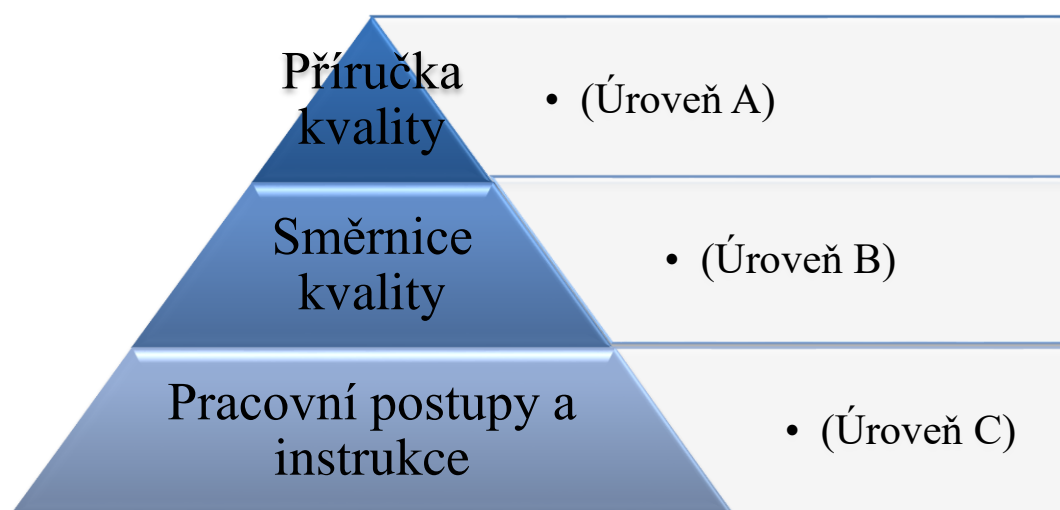 Příručka
kvality
• (Úroveň A)
Směrnice
kvality
• (Úroveň B)
Pracovní postupy a
instrukce
• (Úroveň C)